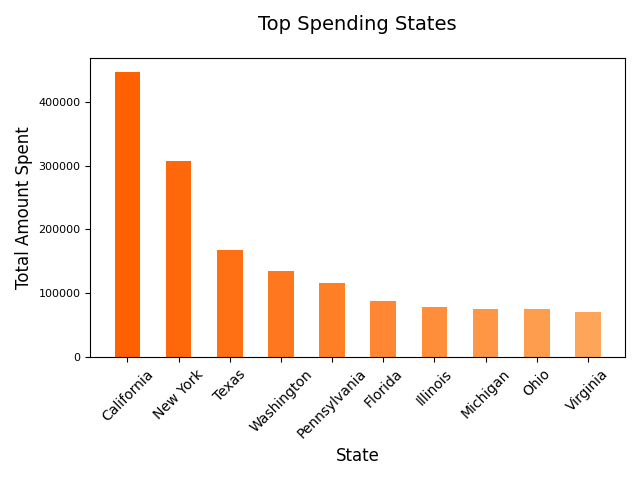 Top Spending States
Total Amount Spent
400000
300000
200000
100000
0
California
New York
Texas
Washington
Pennsylvania
Florida
Illinois
Michigan
Ohio
Virginia
State